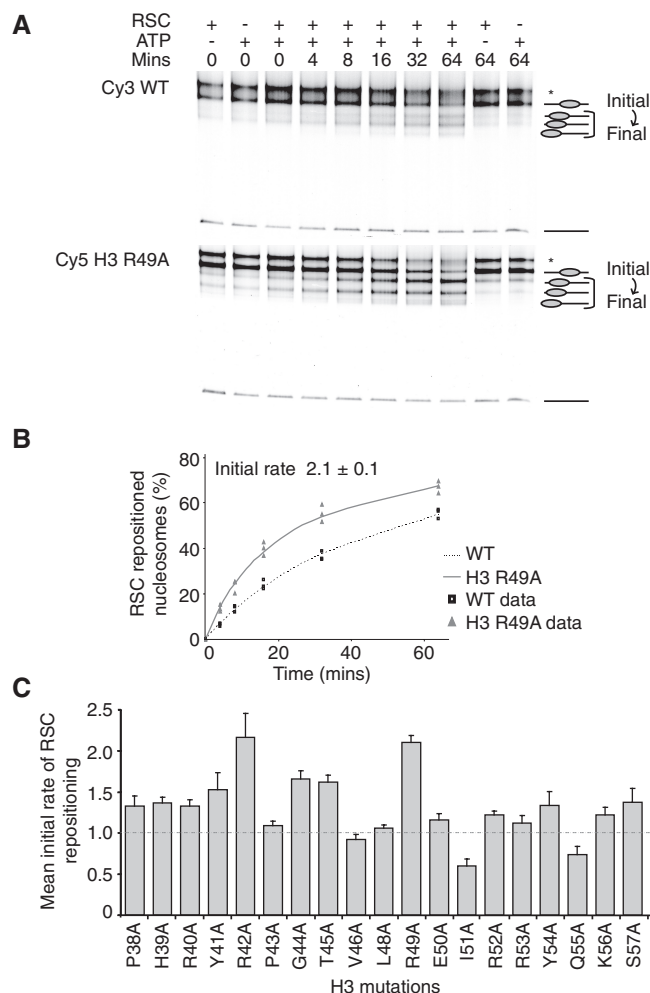 A
RSC + - + + + + + + + -
ATP - + + + + + + + - +
Mins 0 0 0 4 8 16 32 64 64 64
Cy3 WT
*
Initial
Final
Cy5 H3 R49A
*
Initial
Final
B
RSC repositioned
nucleosomes (%)
80
60
40
20
0
Initial rate 2.1 ± 0.1
0 20 40 60
Time (mins)
WT
H3 R49A
WT data
H3 R49A data
C
Mean initial rate of RSC
repositioning
2.5
2.0
1.5
1.0
0.5
0
P38A H39A R40A Y41A R42A P43A G44A T45A V46A L48A R49A E50A I51A R52A R53A Y54A Q55A K56A S57A
H3 mutations